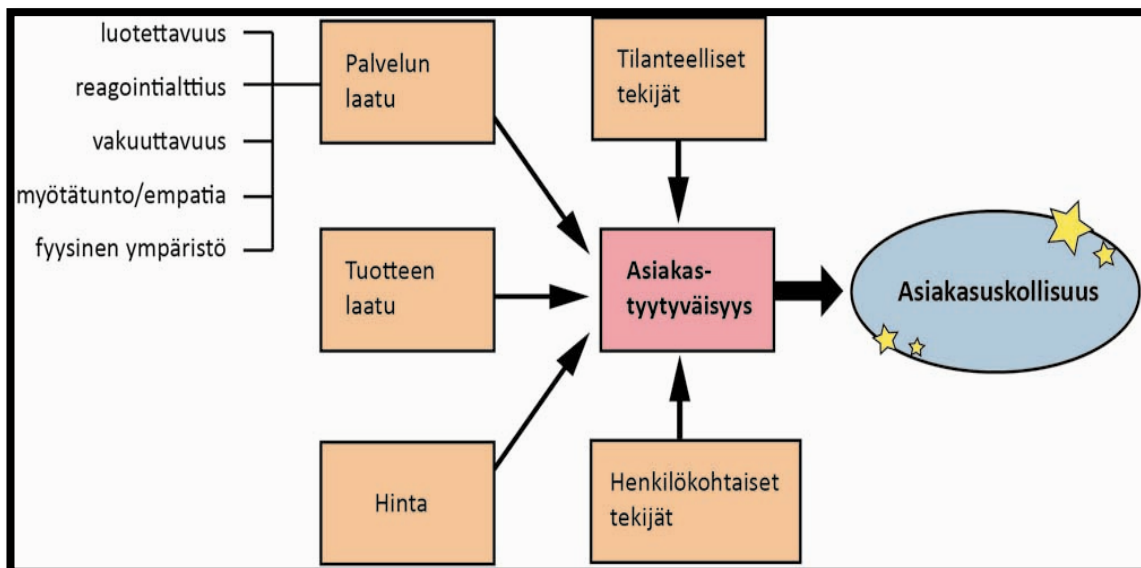 luotettavuus
reagointialttius
vakuuttavuus
myötätunto/empatia
fyysinen ympäristö
Palvelun
laatu
Tuotteen
laatu
Hinta
Tilanteelliset
tekijät
Asiakas-
tyytyväisyys
Henkilökohtaiset
tekijät
Asiakasuskollisuus